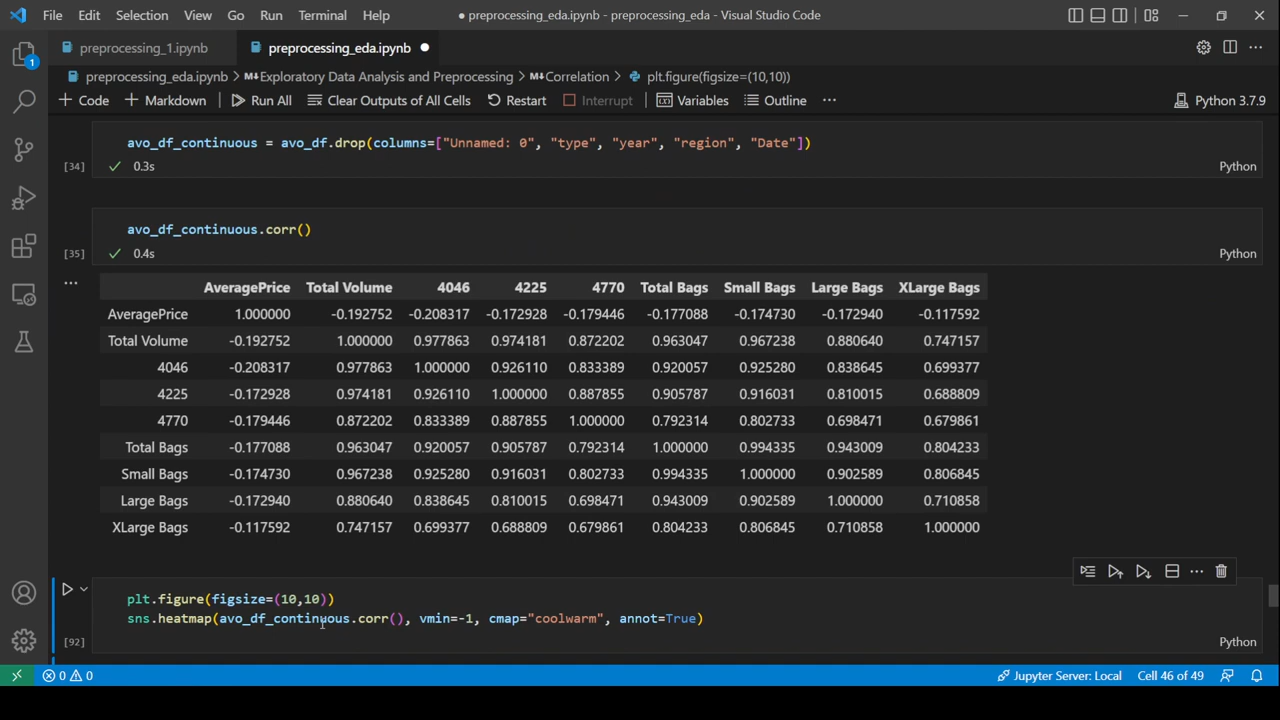 File Edit Selection View Go Run Terminal Help ● preprocessing_eda.ipynb - preprocessing_eda - Visual Studio Code
preprocessing_1.ipynb preprocessing_eda.ipynb ●
preprocessing_eda.ipynb > M↓Exploratory Data Analysis and Preprocessing > M↓Correlation > plt.figure(figsize=(10,10))
+ Code + Markdown Run All Clear Outputs of All Cells Restart Interrupt Variables Outline ... Python 3.7.9
avo_df_continuous = avo_df.drop(columns=["Unnamed: 0", "type", "year", "region", "Date"])
[34] ✓ 0.3s Python
avo_df_continuous.corr()
[35] ✓ 0.4s Python
... AveragePrice Total Volume 4046 4225 4770 Total Bags Small Bags Large Bags XLarge Bags
AveragePrice 1.000000 -0.192752 -0.208317 -0.172928 -0.179446 -0.177088 -0.174730 -0.172940 -0.117592
Total Volume -0.192752 1.000000 0.977863 0.974181 0.872202 0.963047 0.967238 0.880640 0.747157
4046 -0.208317 0.977863 1.000000 0.926110 0.833389 0.920057 0.925280 0.838645 0.699377
4225 -0.172928 0.974181 0.926110 1.000000 0.887855 0.905787 0.916031 0.810015 0.688809
4770 -0.179446 0.872202 0.833389 0.887855 1.000000 0.792314 0.802733 0.698471 0.679861
Total Bags -0.177088 0.963047 0.920057 0.905787 0.792314 1.000000 0.994335 0.943009 0.804233
Small Bags -0.174730 0.967238 0.925280 0.916031 0.802733 0.994335 1.000000 0.902589 0.806845
Large Bags -0.172940 0.880640 0.838645 0.810015 0.698471 0.943009 0.902589 1.000000 0.710858
XLarge Bags -0.117592 0.747157 0.699377 0.688809 0.679861 0.804233 0.806845 0.710858 1.000000
plt.figure(figsize=(10,10))
sns.heatmap(avo_df_continuous.corr(), vmin=-1, cmap="coolwarm", annot=True)
[92] Python
1
0 0 Jupyter Server: Local Cell 46 of 49